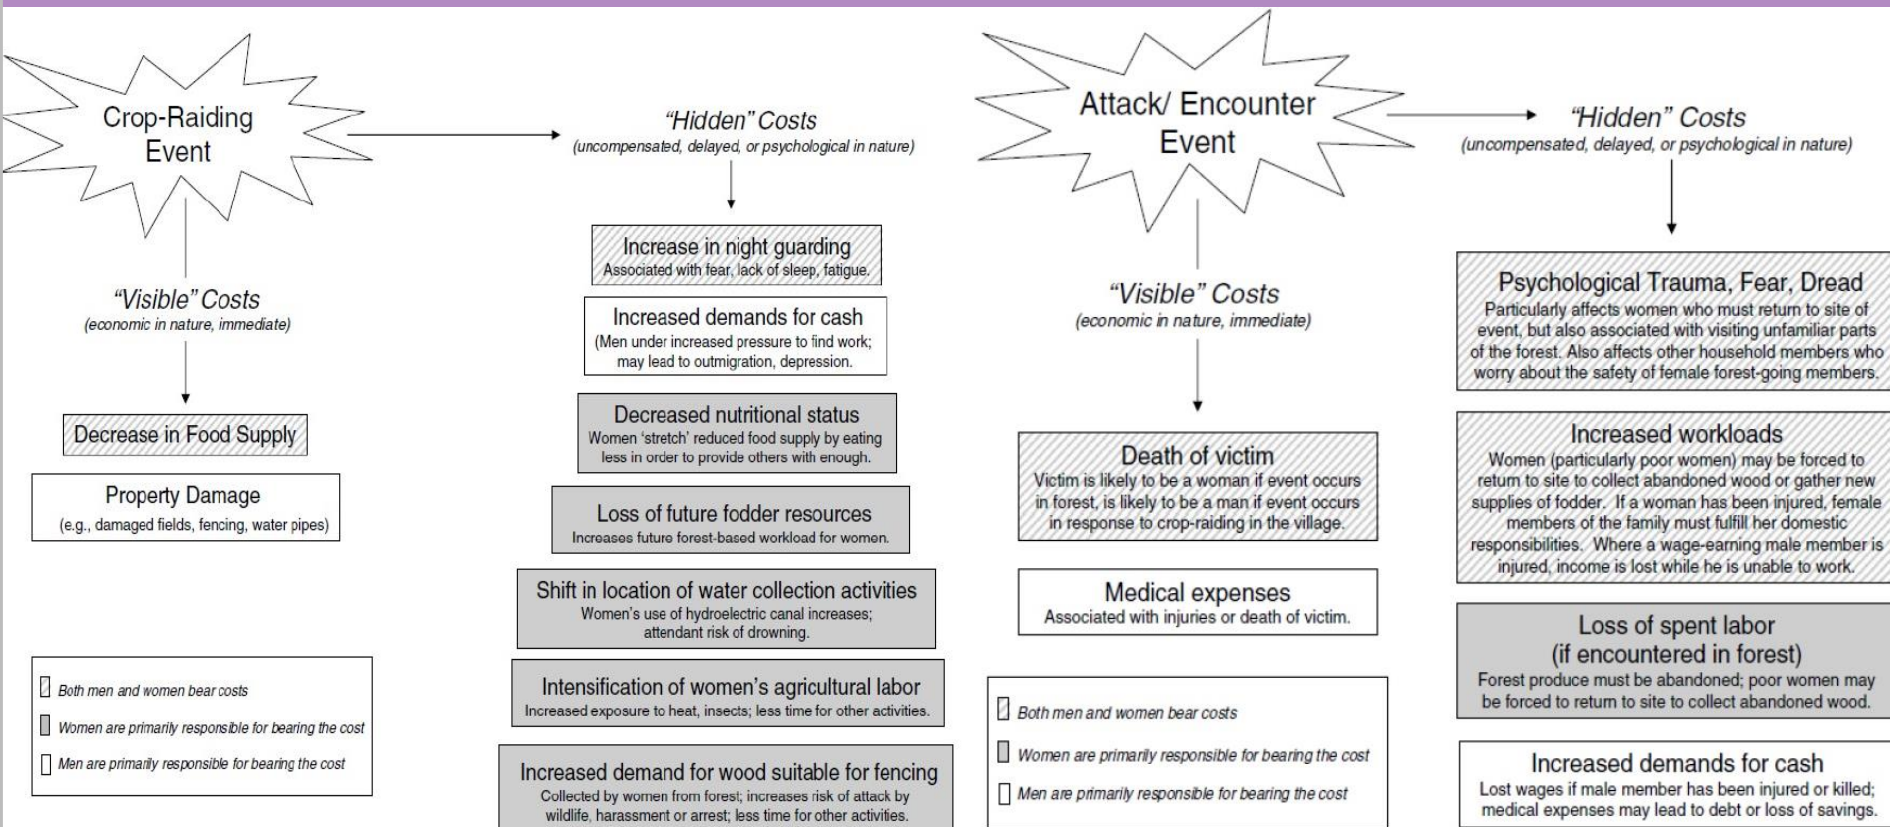 Crop-Raiding
Event
"Hidden" Costs
(uncompensated, delayed, or psychological in nature)
"Visible" Costs
(economic in nature, immediate)
Decrease in Food Supply
Property Damage
(e.g., damaged fields, fencing, water pipes)
Increase in night guarding
Associated with fear, lack of sleep, fatigue.
Increased demands for cash
(Men under increased pressure to find work;
may lead to outmigration, depression.
Decreased nutritional status
Women 'stretch' reduced food supply by eating
less in order to provide others with enough.
Loss of future fodder resources
Increases future forest-based workload for women.
Shift in location of water collection activities
Women's use of hydroelectric canal increases;
attendant risk of drowning.
Intensification of women's agricultural labor
Increased exposure to heat, insects; less time for other activities.
Increased demand for wood suitable for fencing
Collected by women from forest; increases risk of attack by
wildlife, harassment or arrest; less time for other activities.
Both men and women bear costs
Women are primarily responsible for bearing the cost
Men are primarily responsible for bearing the cost
Attack/ Encounter
Event
"Hidden" Costs
(uncompensated, delayed, or psychological in nature)
"Visible" Costs
(economic in nature, immediate)
Death of victim
Victim is likely to be a woman if event occurs
in forest, is likely to be a man if event occurs
in response to crop-raiding in the village.
Medical expenses
Associated with injuries or death of victim.
Both men and women bear costs
Women are primarily responsible for bearing the cost
Men are primarily responsible for bearing the cost
Psychological Trauma, Fear, Dread
Particularly affects women who must return to site of
event, but also associated with visiting unfamiliar parts
of the forest. Also affects other household members who
worry about the safety of female forest-going members.
Increased workloads
Women (particularly poor women) may be forced to
return to site to collect abandoned wood or gather new
supplies of fodder. If a woman has been injured, female
members of the family must fulfill her domestic
responsibilities. Where a wage-earning male member is
injured, income is lost while he is unable to work.
Loss of spent labor
(if encountered in forest)
Forest produce must be abandoned; poor women may
be forced to return to site to collect abandoned wood.
Increased demands for cash
Lost wages if male member has been injured or killed;
medical expenses may lead to debt or loss of savings.